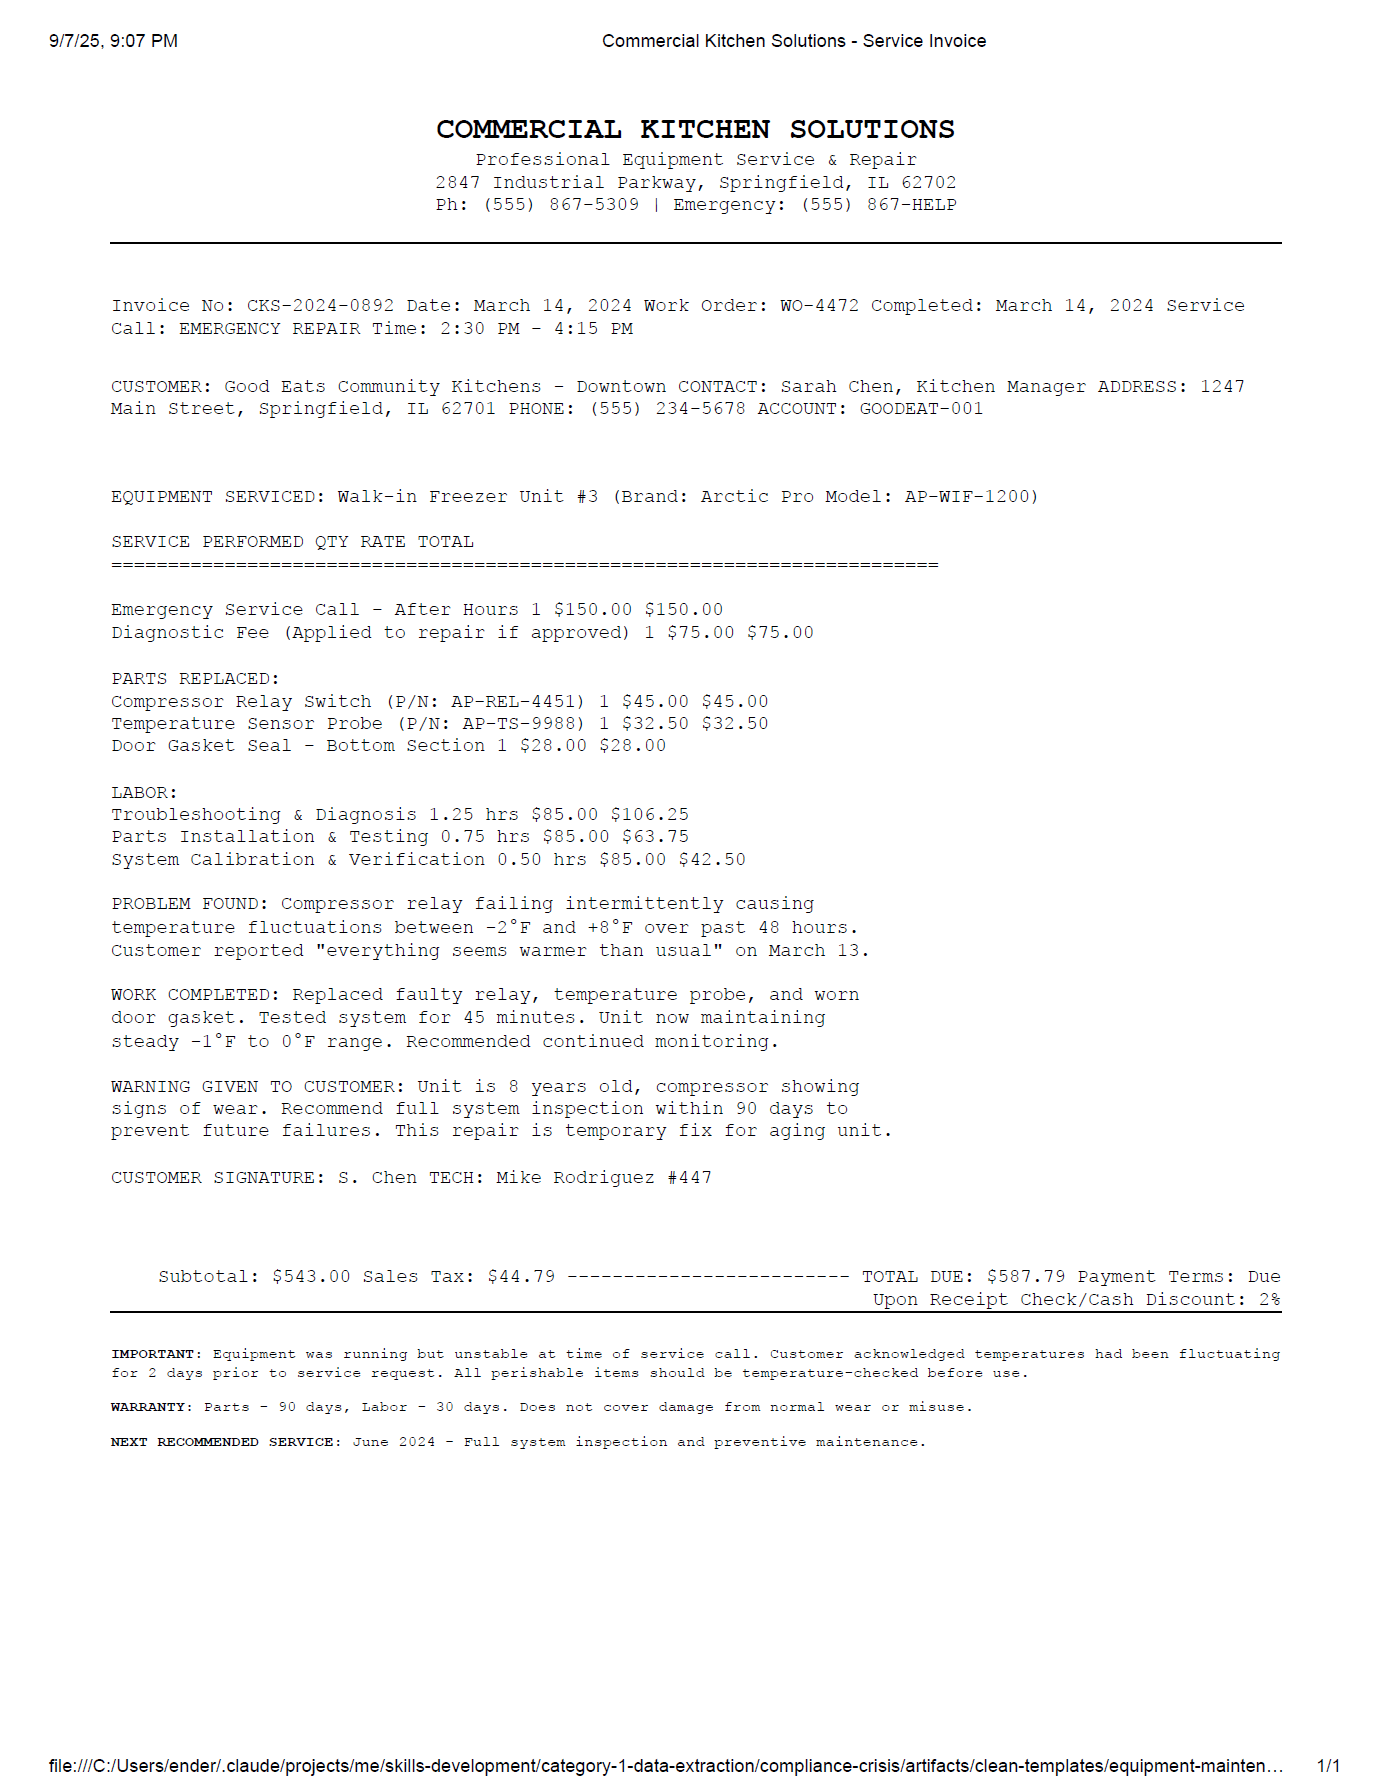 9/7/25, 9:07 PM
Commercial Kitchen Solutions - Service Invoice
COMMERCIAL KITCHEN SOLUTIONS
Professional Equipment Service & Repair
2847 Industrial Parkway, Springfield, IL 62702
Ph: (555) 867-5309 | Emergency: (555) 867-HELP
Invoice No: CKS-2024-0892 Date: March 14, 2024 Work Order: WO-4472 Completed: March 14, 2024 Service
Call: EMERGENCY REPAIR Time: 2:30 PM - 4:15 PM
CUSTOMER: Good Eats Community Kitchens - Downtown CONTACT: Sarah Chen, Kitchen Manager ADDRESS: 1247
Main Street, Springfield, IL 62701 PHONE: (555) 234-5678 ACCOUNT: GOODEAT-001
EQUIPMENT SERVICED: Walk-in Freezer Unit #3 (Brand: Arctic Pro Model: AP-WIF-1200)
SERVICE PERFORMED QTY RATE TOTAL
=========================================================================
Emergency Service Call - After Hours 1 $150.00 $150.00
Diagnostic Fee (Applied to repair if approved) 1 $75.00 $75.00
PARTS REPLACED:
Compressor Relay Switch (P/N: AP-REL-4451) 1 $45.00 $45.00
Temperature Sensor Probe (P/N: AP-TS-9988) 1 $32.50 $32.50
Door Gasket Seal - Bottom Section 1 $28.00 $28.00
LABOR:
Troubleshooting & Diagnosis 1.25 hrs $85.00 $106.25
Parts Installation & Testing 0.75 hrs $85.00 $63.75
System Calibration & Verification 0.50 hrs $85.00 $42.50
PROBLEM FOUND: Compressor relay failing intermittently causing
temperature fluctuations between -2°F and +8°F over past 48 hours.
Customer reported "everything seems warmer than usual" on March 13.
WORK COMPLETED: Replaced faulty relay, temperature probe, and worn
door gasket. Tested system for 45 minutes. Unit now maintaining
steady -1°F to 0°F range. Recommended continued monitoring.
WARNING GIVEN TO CUSTOMER: Unit is 8 years old, compressor showing
signs of wear. Recommend full system inspection within 90 days to
prevent future failures. This repair is temporary fix for aging unit.
CUSTOMER SIGNATURE: S. Chen TECH: Mike Rodriguez #447
Subtotal: $543.00 Sales Tax: $44.79 ------------------------- TOTAL DUE: $587.79 Payment Terms: Due
Upon Receipt Check/Cash Discount: 2%
IMPORTANT: Equipment was running but unstable at time of service call. Customer acknowledged temperatures had been fluctuating
for 2 days prior to service request. All perishable items should be temperature-checked before use.
WARRANTY: Parts - 90 days, Labor - 30 days. Does not cover damage from normal wear or misuse.
NEXT RECOMMENDED SERVICE: June 2024 - Full system inspection and preventive maintenance.
file:///C:/Users/ender/.claude/projects/me/skills-development/category-1-data-extraction/compliance-crisis/artifacts/clean-templates/equipment-mainten…
1/1